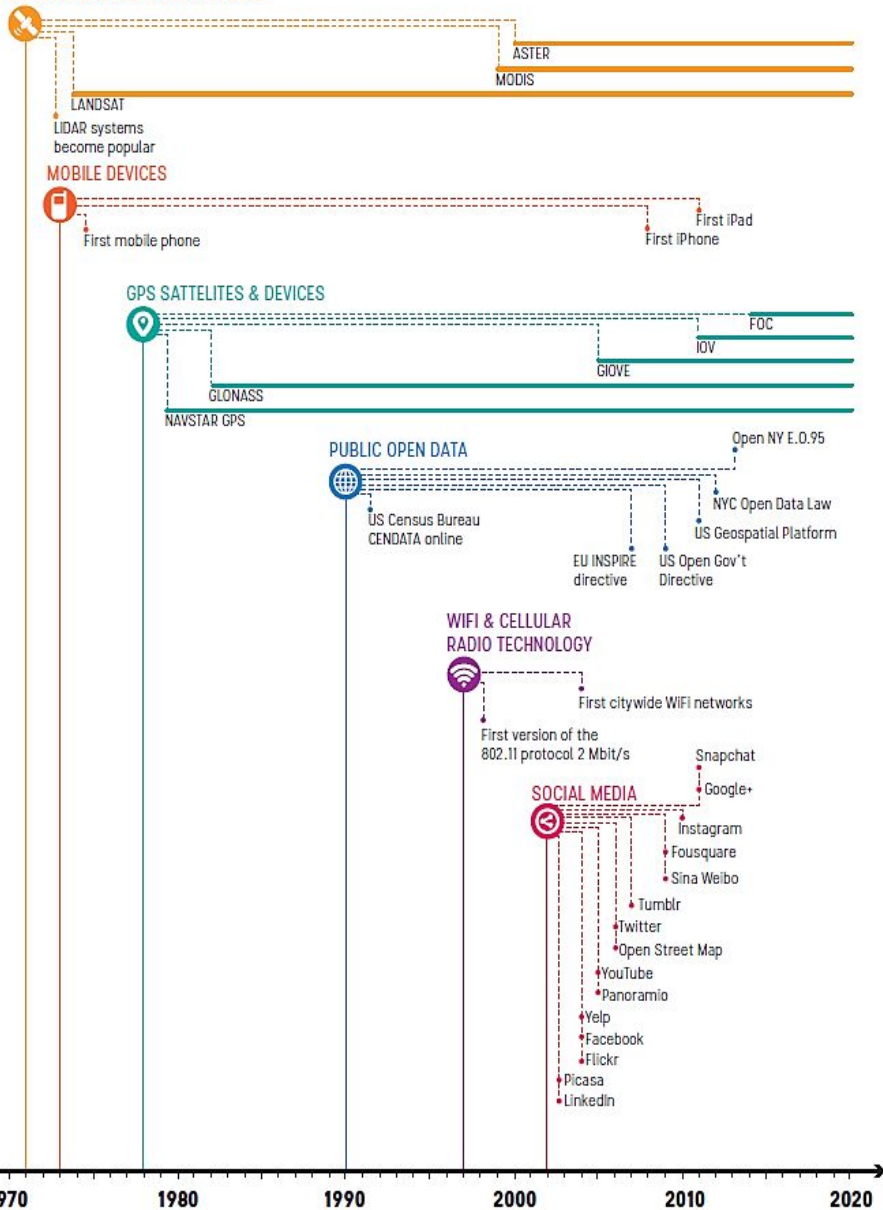 ASTER
MODIS
LANDSAT
LIDAR systems
become popular
MOBILE DEVICES
First iPad
First iPhone
First mobile phone
GPS SATTELITES & DEVICES
FOC
IOV
GIOVE
GLONASS
NAVSTAR GPS
Open NY E.O.95
PUBLIC OPEN DATA
NYC Open Data Law
US Census Bureau
CENDATA online
US Geospatial Platform
EU INSPIRE
directive
US Open Gov't
Directive
WIFI & CELLULAR
RADIO TECHNOLOGY
First citywide WiFi networks
First version of the
802.11 protocol 2 Mbit/s
Snapchat
Google+
SOCIAL MEDIA
Instagram
Fousquare
Sina Weibo
Tumblr
Twitter
Open Street Map
YouTube
Panoramio
Yelp
Facebook
Flickr
Picasa
LinkedIn
970 1980 1990 2000 2010 2020